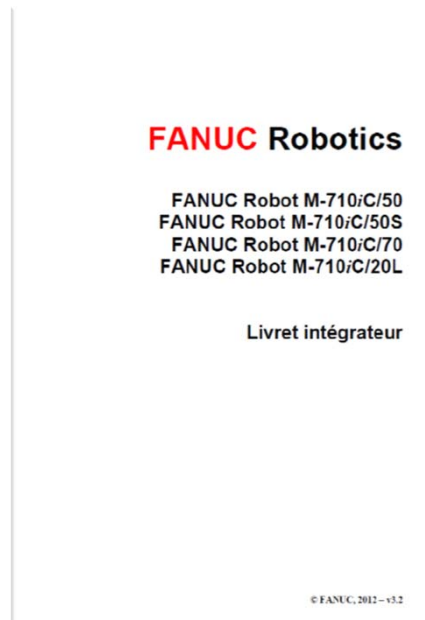 FANUC Robotics
FANUC Robot M-710iC/50
FANUC Robot M-710iC/50S
FANUC Robot M-710iC/70
FANUC Robot M-710iC/20L
Livret intégrateur
© FANUC, 2012 – v3.2